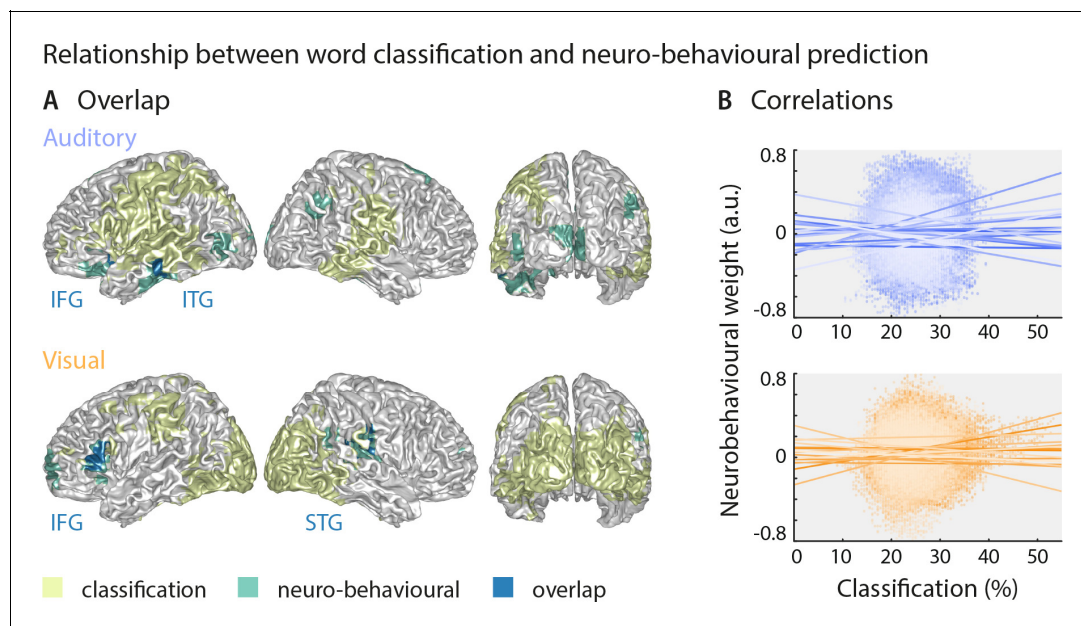 Relationship between word classification and neuro-behavioural prediction
A Overlap
B Correlations
Auditory
IFG
ITG
Visual
IFG
STG
classification
neuro-behavioural
overlap
Neurobehavioural weight (a.u.)
0.8
0
-0.8
0 10 20 30 40 50
0.8
0
-0.8
0 10 20 30 40 50
Classification (%)